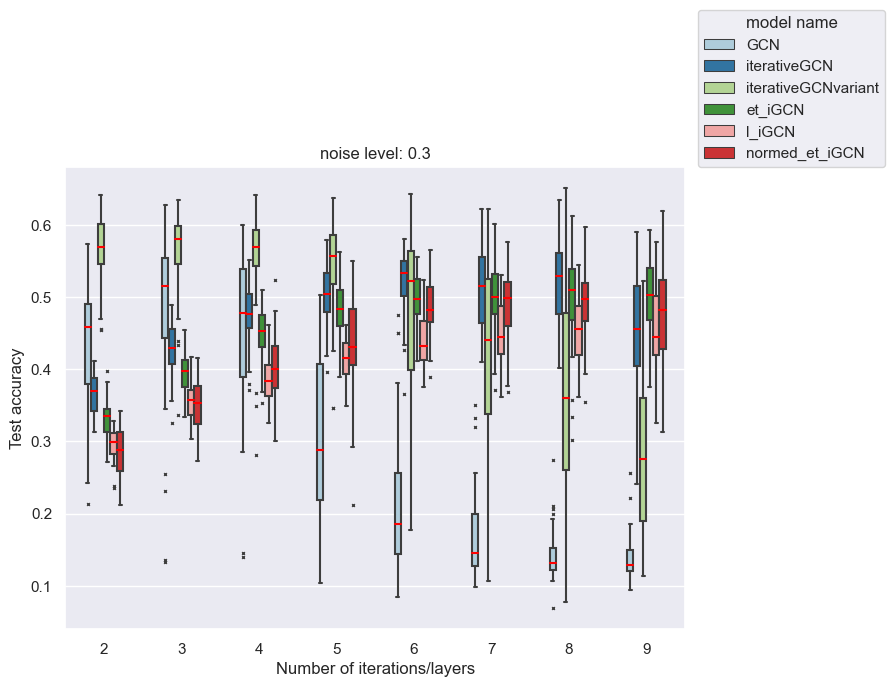 model name
GCN
iterativeGCN
iterativeGCNvariant
et_iGCN
l_iGCN
normed_et_iGCN
noise level: 0.3
Test accuracy
0.6
0.5
0.4
0.3
0.2
0.1
2 3 4 5 6 7 8 9
Number of iterations/layers